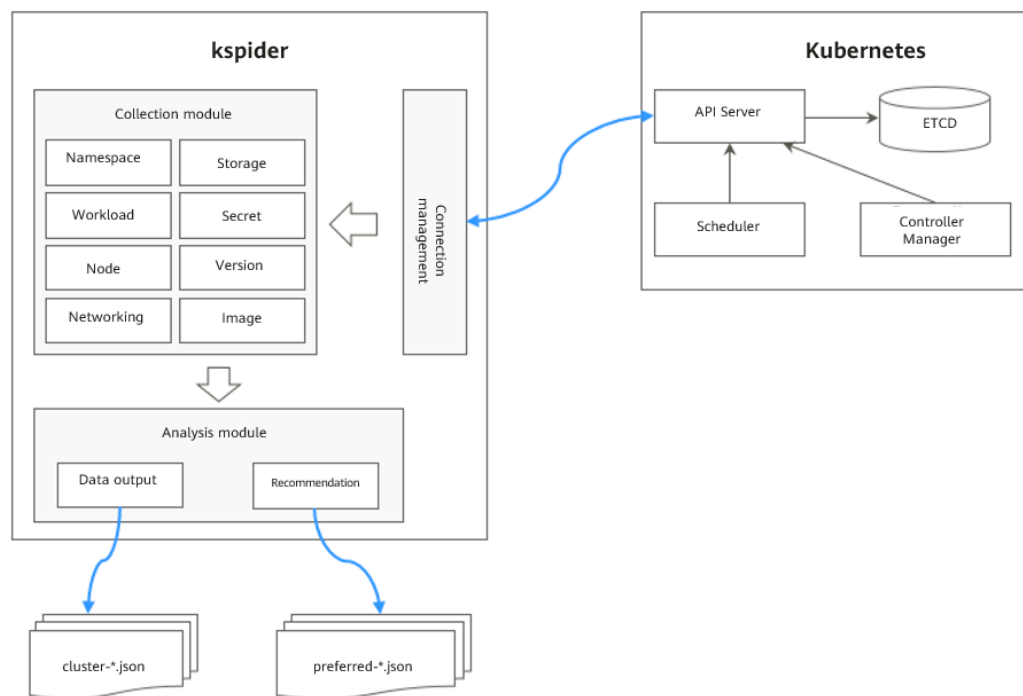 kspider
Collection module
Namespace
Storage
Workload
Secret
Node
Version
Networking
Image
Connection
management
Analysis module
Data output
Recommendation
cluster-*.json
preferred-*.json
Kubernetes
API Server
ETCD
Scheduler
Controller
Manager